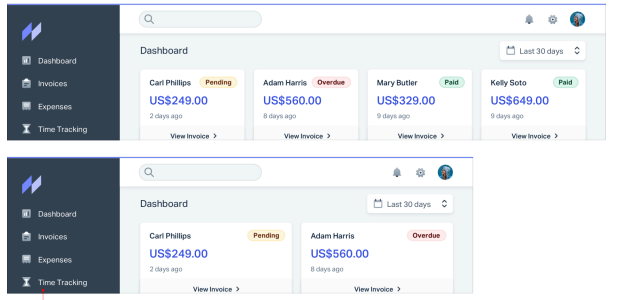 Dashboard
Last 30 days
Dashboard
Invoices
Expenses
Time Tracking
Carl Phillips Pending
US$249.00
2 days ago
View Invoice >
Adam Harris Overdue
US$560.00
8 days ago
View Invoice >
Mary Butler Paid
US$329.00
9 days ago
View Invoice >
Kelly Soto Paid
US$649.00
9 days ago
View Invoice >
Dashboard
Last 30 days
Dashboard
Invoices
Expenses
Time Tracking
Carl Phillips Pending
US$249.00
2 days ago
View Invoice >
Adam Harris Overdue
US$560.00
8 days ago
View Invoice >